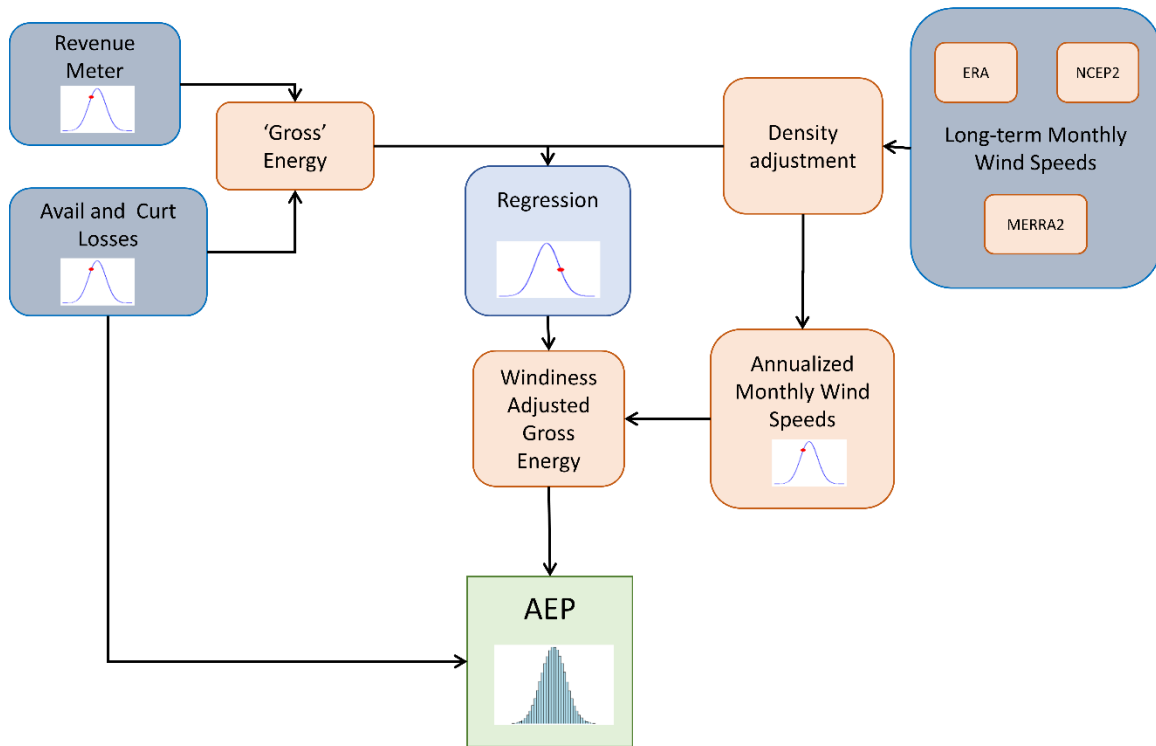 Revenue
Meter
Avail and Curt
Losses
'Gross'
Energy
Regression
Density
adjustment
ERA
NCEP2
Long-term Monthly
Wind Speeds
MERRA2
Windiness
Adjusted
Gross
Energy
Annualized
Monthly Wind
Speeds
AEP